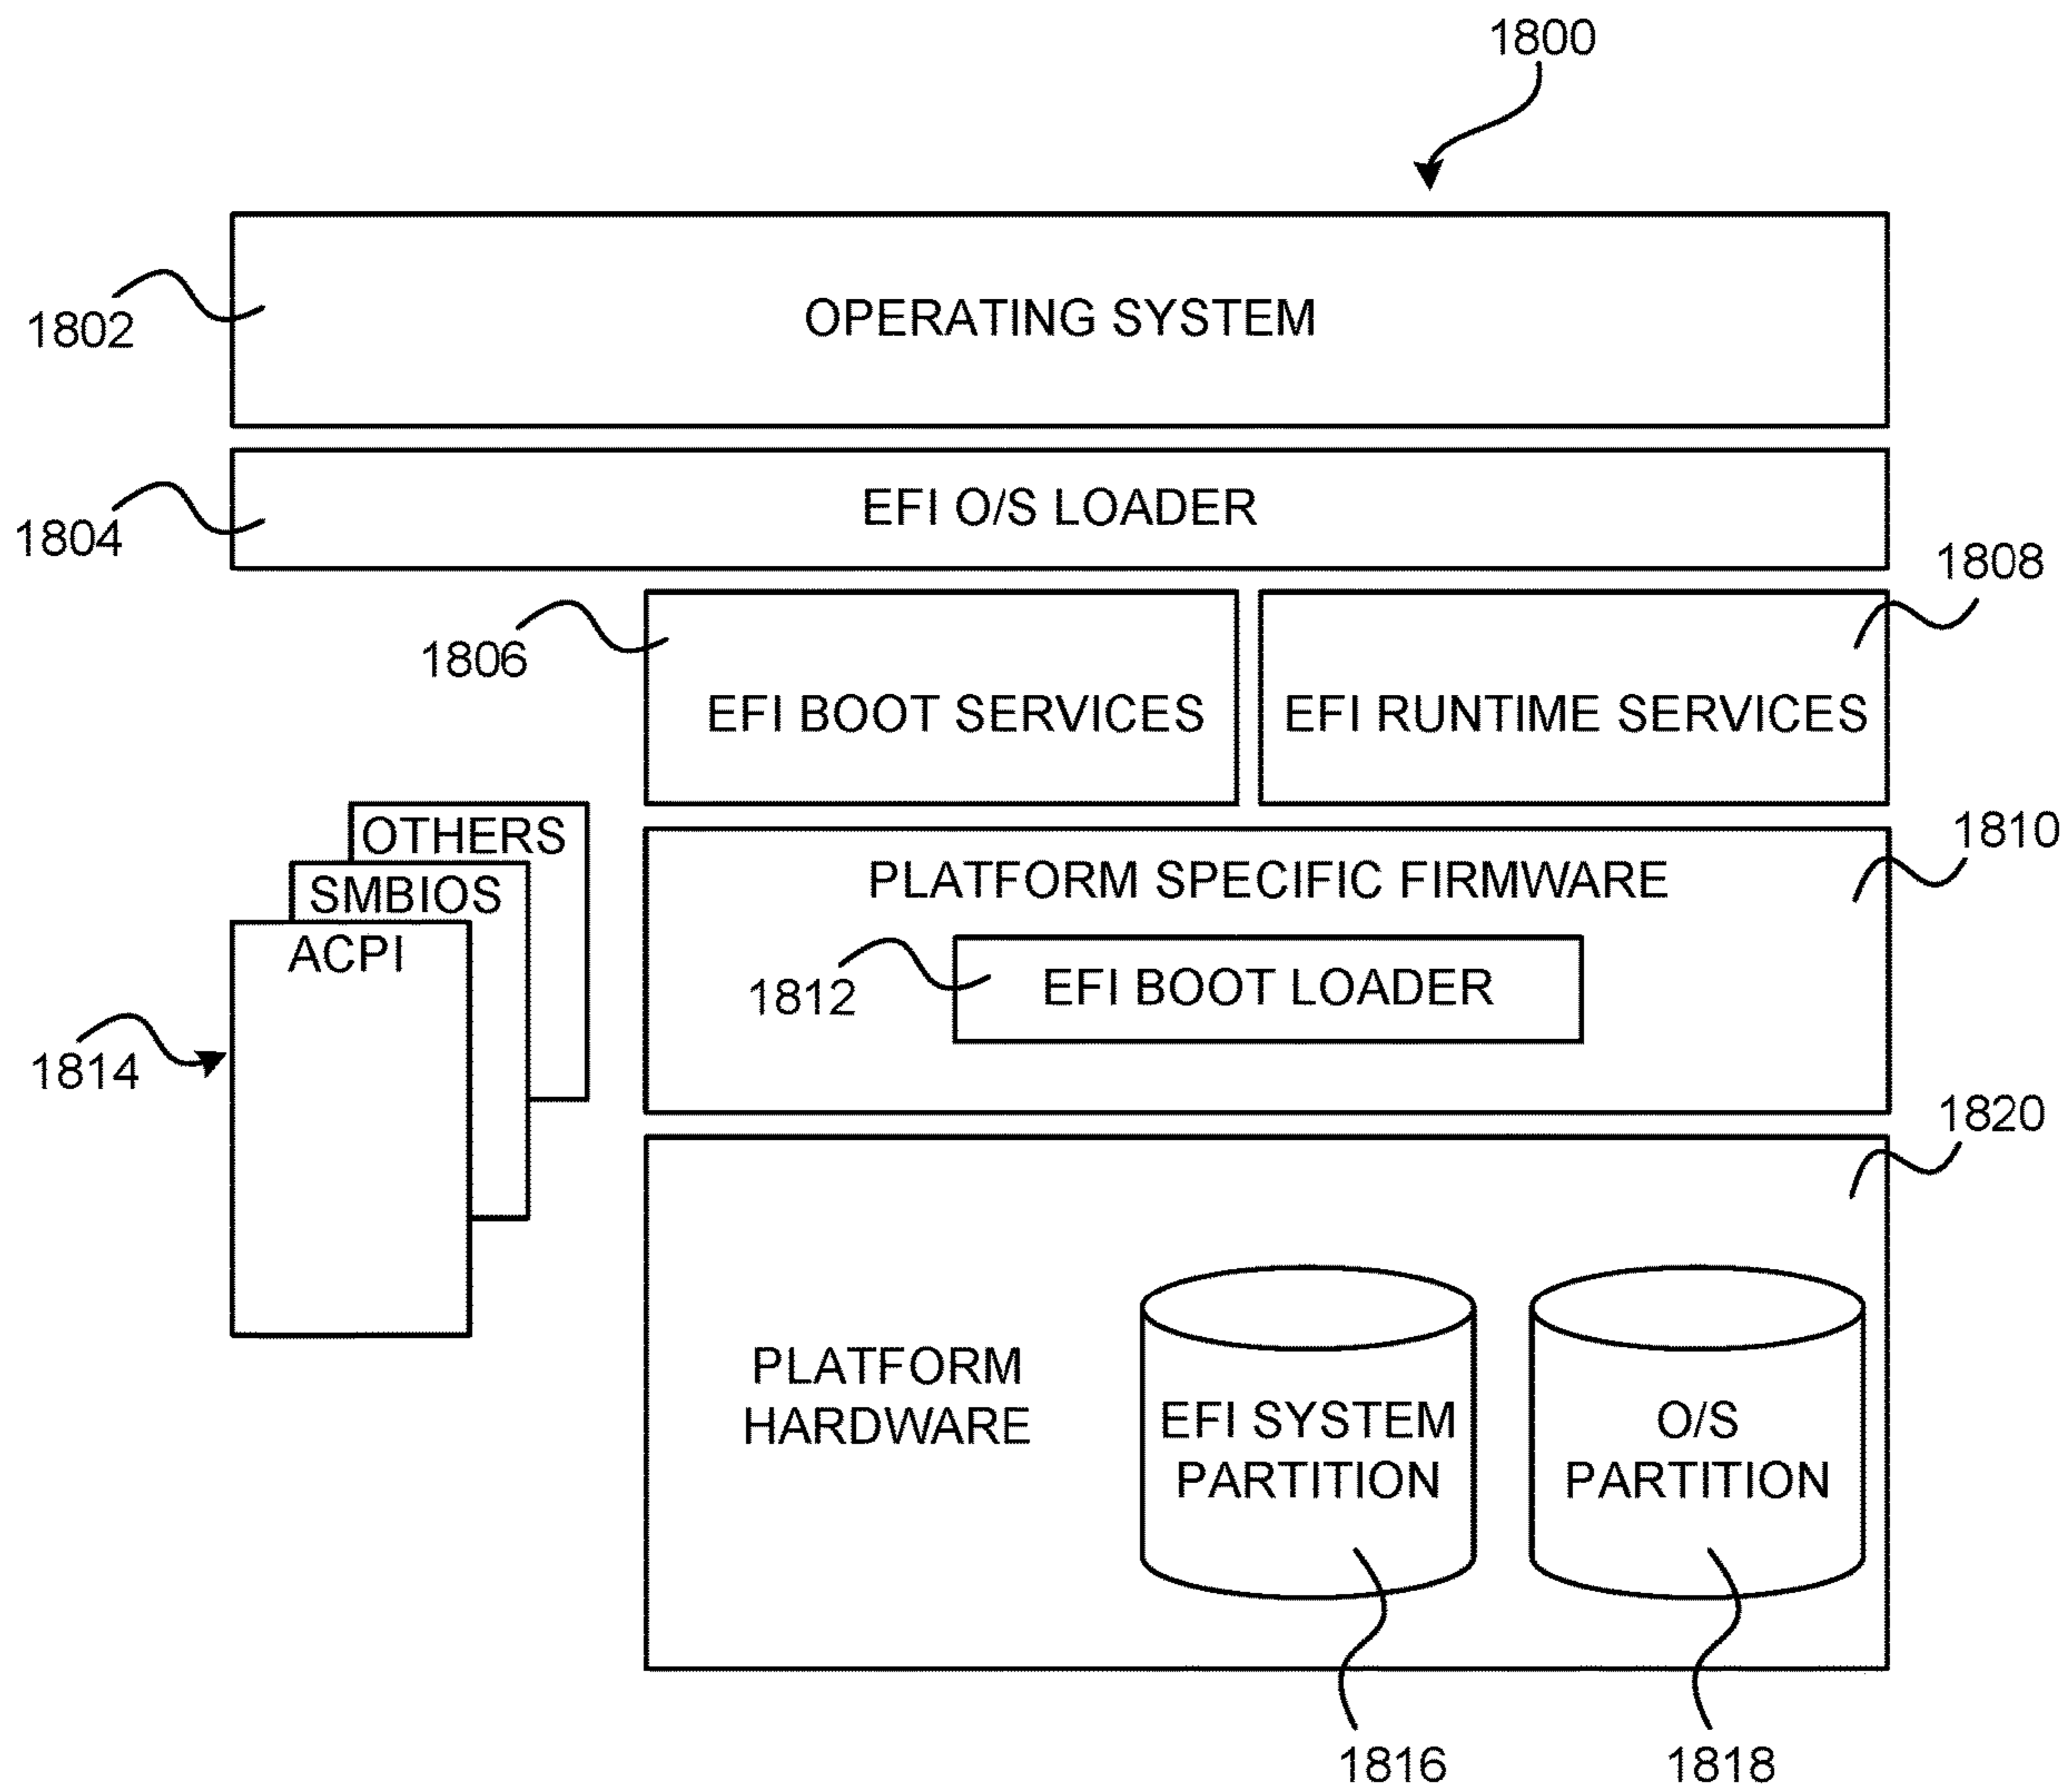 1800
OPERATING SYSTEM
1802
EFI O/S LOADER
1804
1808
1806
EFI BOOT SERVICES
EFI RUNTIME SERVICES
OTHERS
SMBIOS
ACPI
1814
1810
PLATFORM SPECIFIC FIRMWARE
1812
EFI BOOT LOADER
1820
PLATFORM
HARDWARE
EFI SYSTEM
PARTITION
O/S
PARTITION
1816
1818